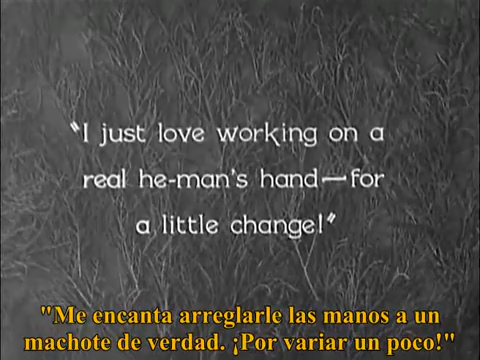 "I just love working on a
real he-man's hand—for
a little change!"
"Me encanta arreglarle las manos a un
machote de verdad. ¡Por variar un poco!"